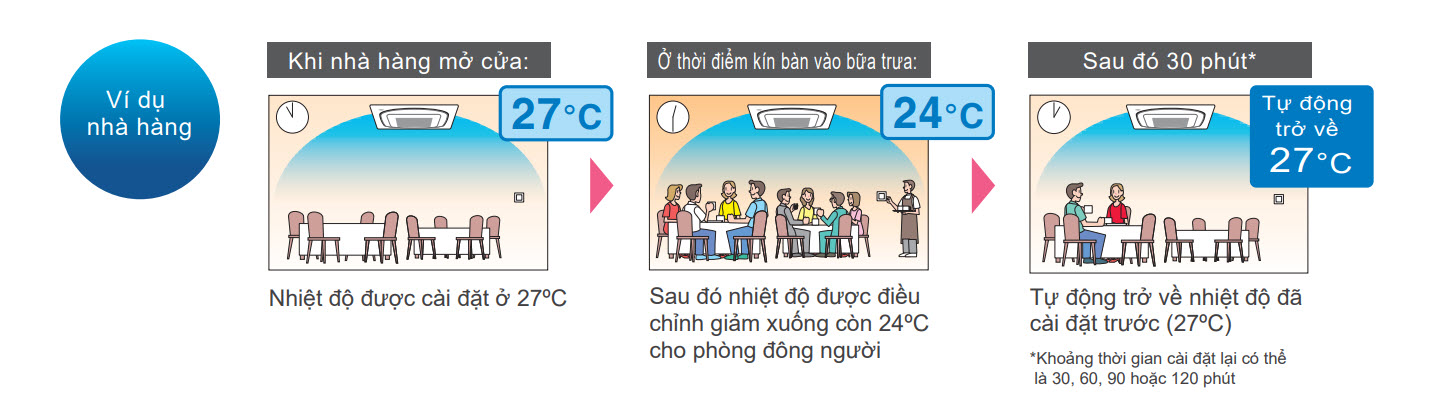 Ví dụ
nhà hàng
Khi nhà hàng mở cửa:
27°C
Nhiệt độ được cài đặt ở 27ºC
Ở thời điểm kín bàn vào bữa trưa:
24°C
Sau đó nhiệt độ được điều
chỉnh giảm xuống còn 24ºC
cho phòng đông người
Sau đó 30 phút*
Tự động
trở về
27°C
Tự động trở về nhiệt độ đã
cài đặt trước (27ºC)
*Khoảng thời gian cài đặt lại có thể
là 30, 60, 90 hoặc 120 phút